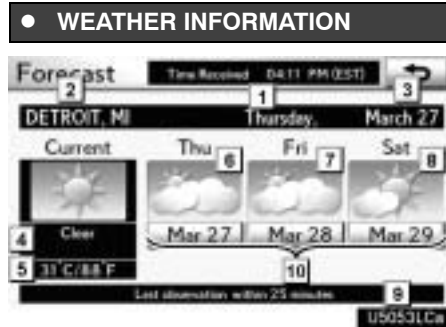 ● WEATHER INFORMATION
Forecast Time Received 04:11 PM (EST)
2 1 3
DETROIT, MI Thursday, March 27
Current Thu Fri Sat
6 7 8
4 Clear Mar 27 Mar 28 Mar 29
5 31°C/88°F
10
Last observation within 25 minutes 9
U5053LCa